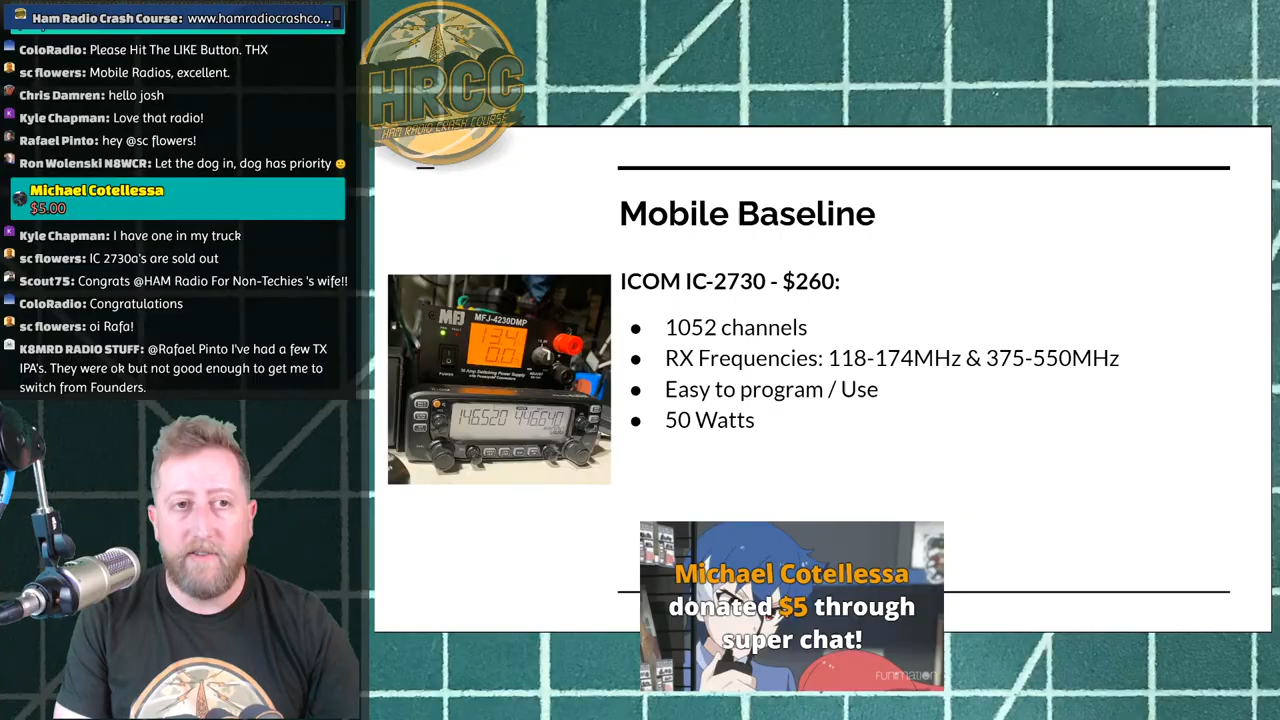 Ham Radio Crash Course: www.hamradiocrashco...
ColoRadio: Please Hit The LIKE Button. THX
sc flowers: Mobile Radios, excellent.
Chris Damren: hello josh
Kyle Chapman: Love that radio!
Rafael Pinto: hey @sc flowers!
Ron Wolenski N8WCR: Let the dog in, dog has priority 🙂
Michael Cotellessa
$5.00
Kyle Chapman: I have one in my truck
sc flowers: IC 2730a's are sold out
Scout75: Congrats @HAM Radio For Non-Techies 's wife!!
ColoRadio: Congratulations
sc flowers: oi Rafa!
K8MRD RADIO STUFF: @Rafael Pinto I've had a few TX
IPA's. They were ok but not good enough to get me to
switch from Founders.
HRCC
HAM RADIO CRASH COURSE
Mobile Baseline
ICOM IC-2730 - $260:
● 1052 channels
● RX Frequencies: 118-174MHz & 375-550MHz
● Easy to program / Use
● 50 Watts
MFJ
MFJ-4230DMP
13.4
0.0
POWER
146.520 446.640
Michael Cotellessa
donated $5 through
super chat!
FUNIMATION